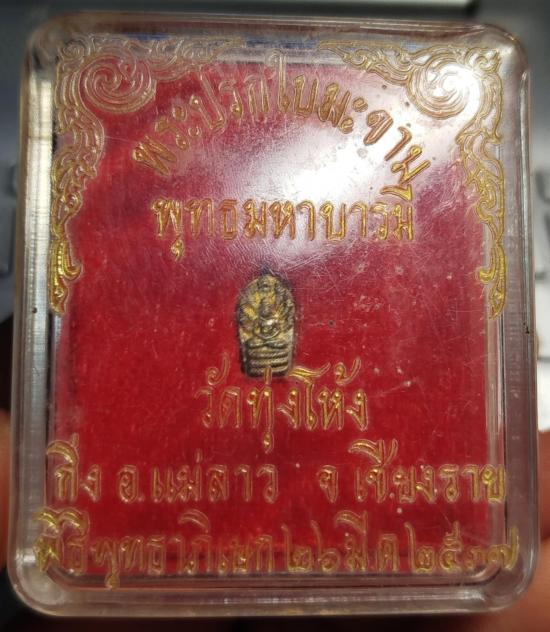 พระปรกใบมะขาม
พุทธมหาบารมี
วัดทุ่งโห้ง
กิ่ง อ.แม่ลาว จ เชียงราย
พิธีพุทธาภิเษก ๒๖ มีค ๒๕๓๗